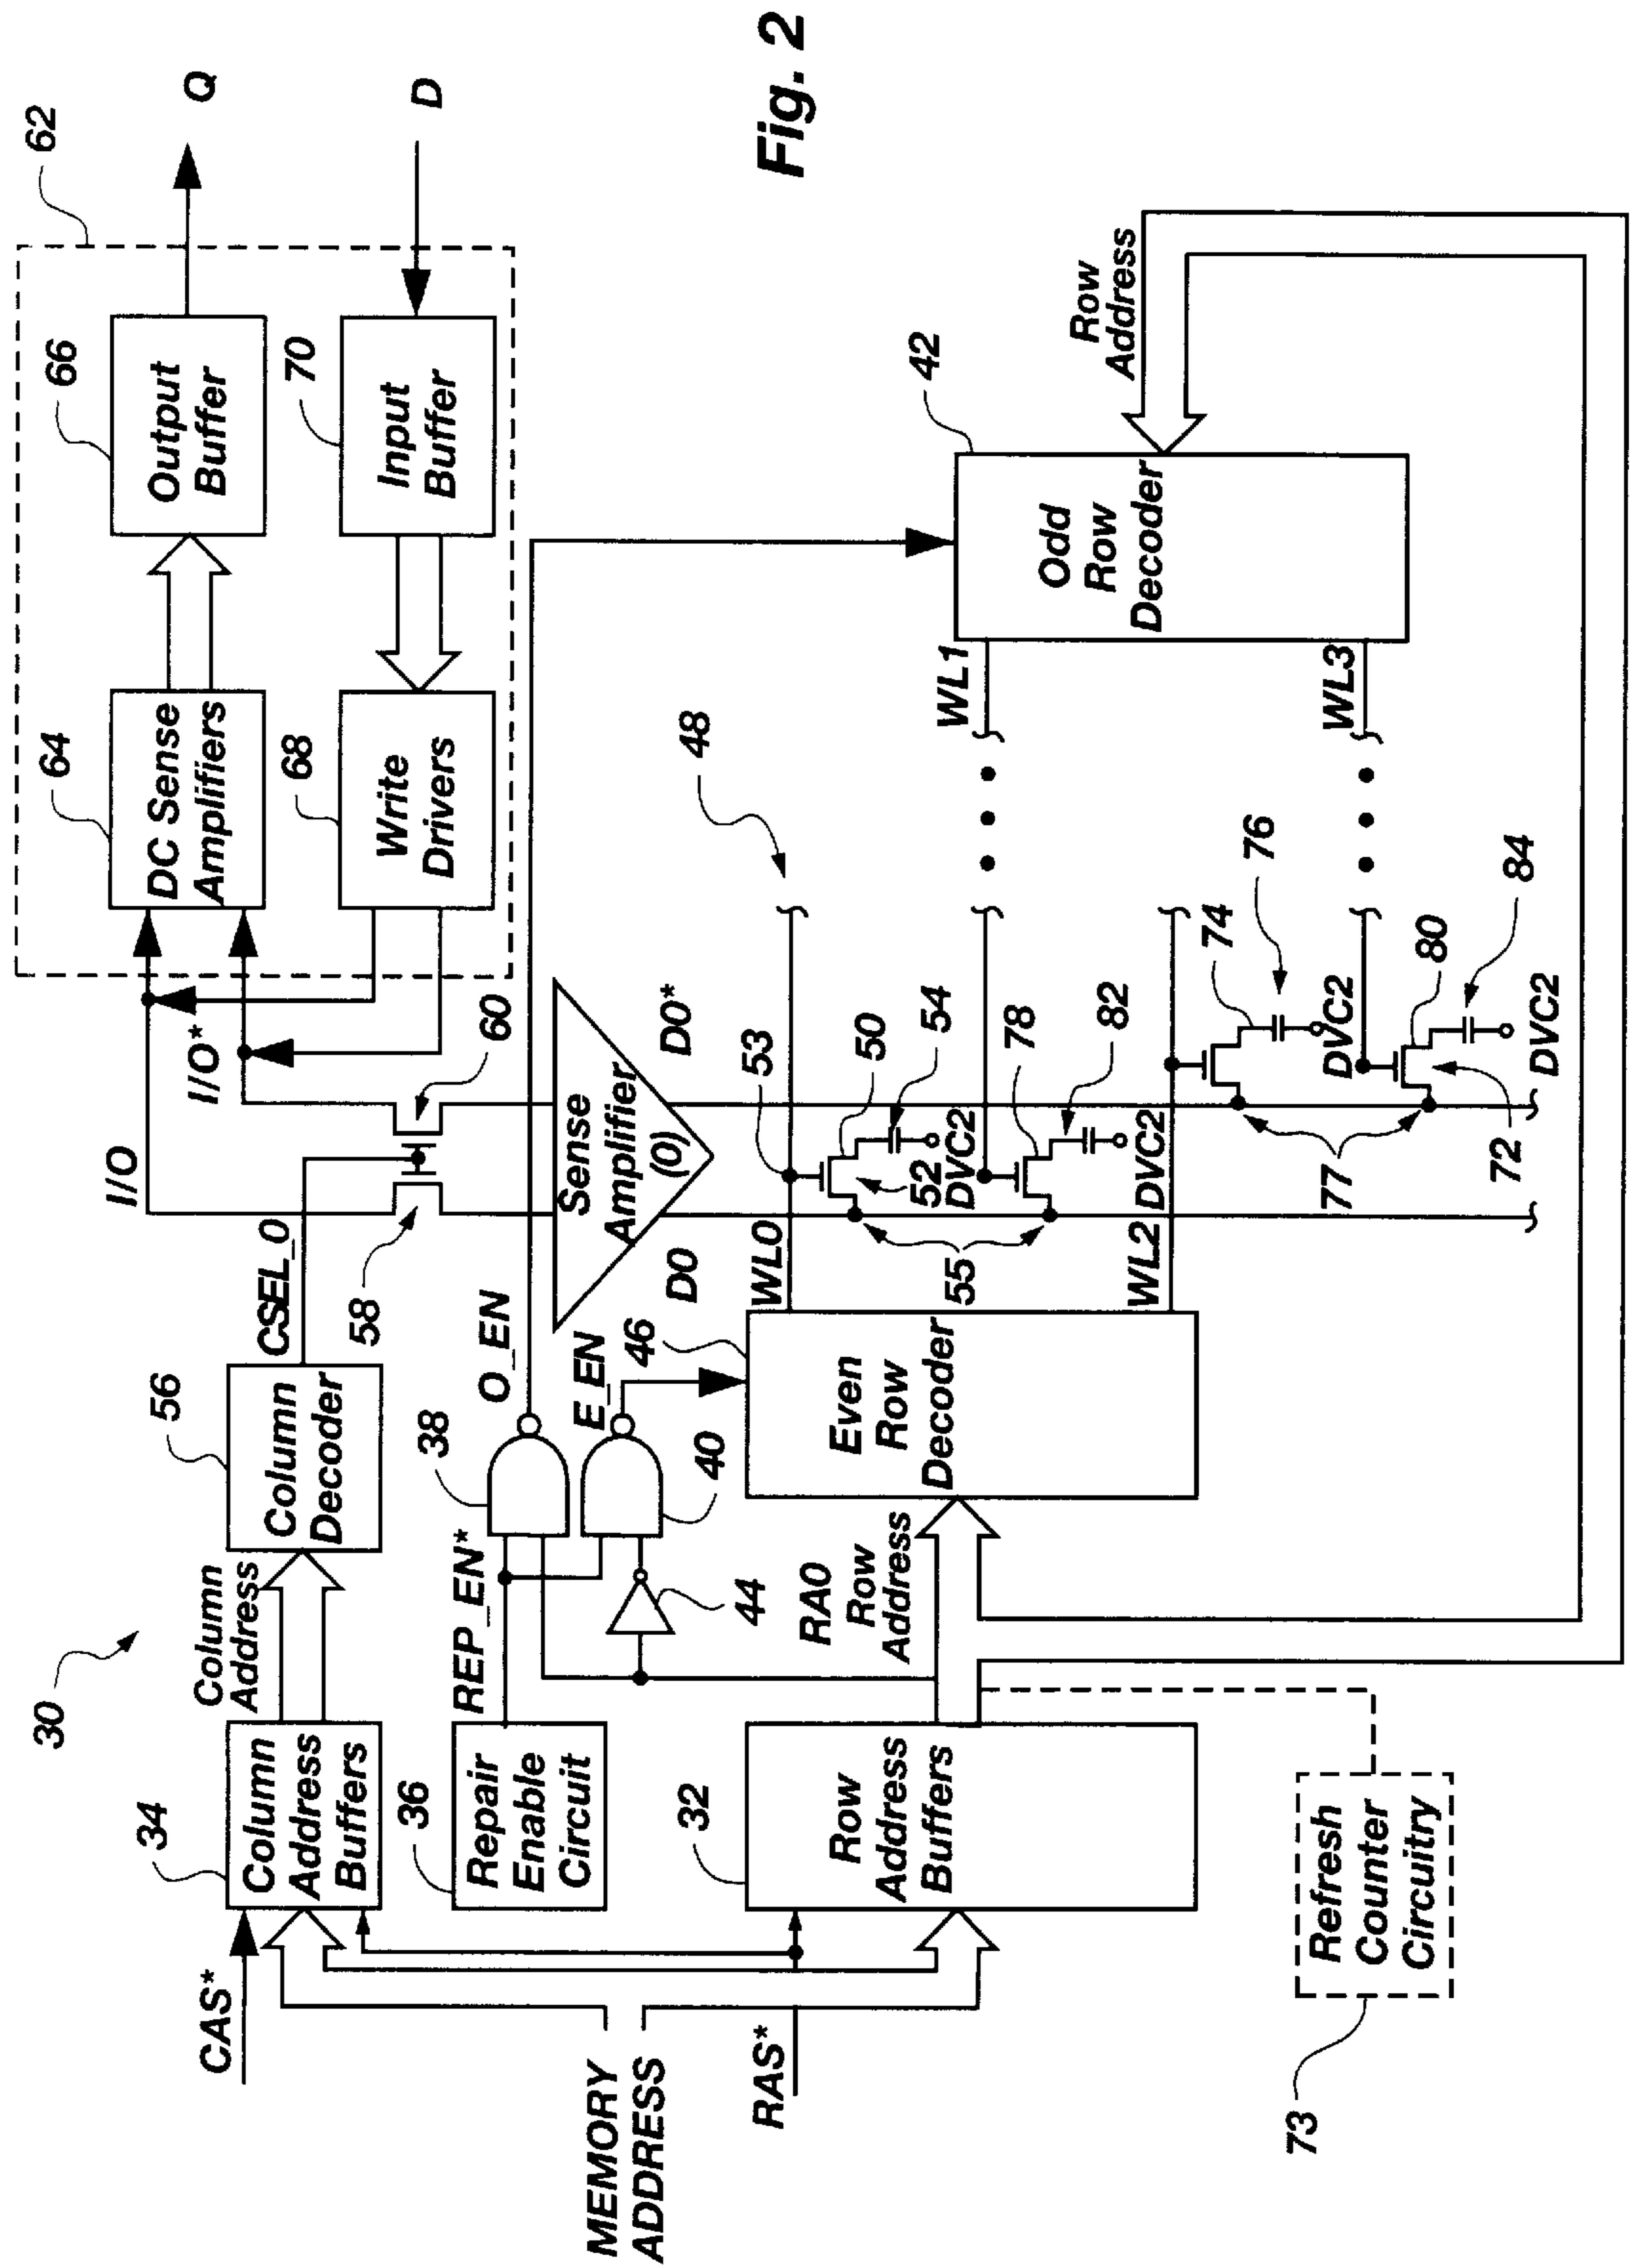 30
CAS*
MEMORY
ADDRESS
RAS*
34
Column
Address
Buffers
Column
Address
56
Column
Decoder
CSEL_0
58
60
I/O
I/O*
62
64
DC Sense
Amplifiers
66
Output
Buffer
Q
68
Write
Drivers
70
Input
Buffer
D
36
Repair
Enable
Circuit
REP_EN*
38
O_EN
E_EN
40
44
46
Sense
Amplifier
(0)
D0
D0*
32
Row
Address
Buffers
RA0
Row
Address
Even
Row
Decoder
WL0
WL2
53
50
54
52
DVC2
55
78
82
DVC2
48
WL1
WL3
74
76
DVC2
77
80
84
72
DVC2
42
Odd
Row
Decoder
Row
Address
73
Refresh
Counter
Circuitry
Fig. 2